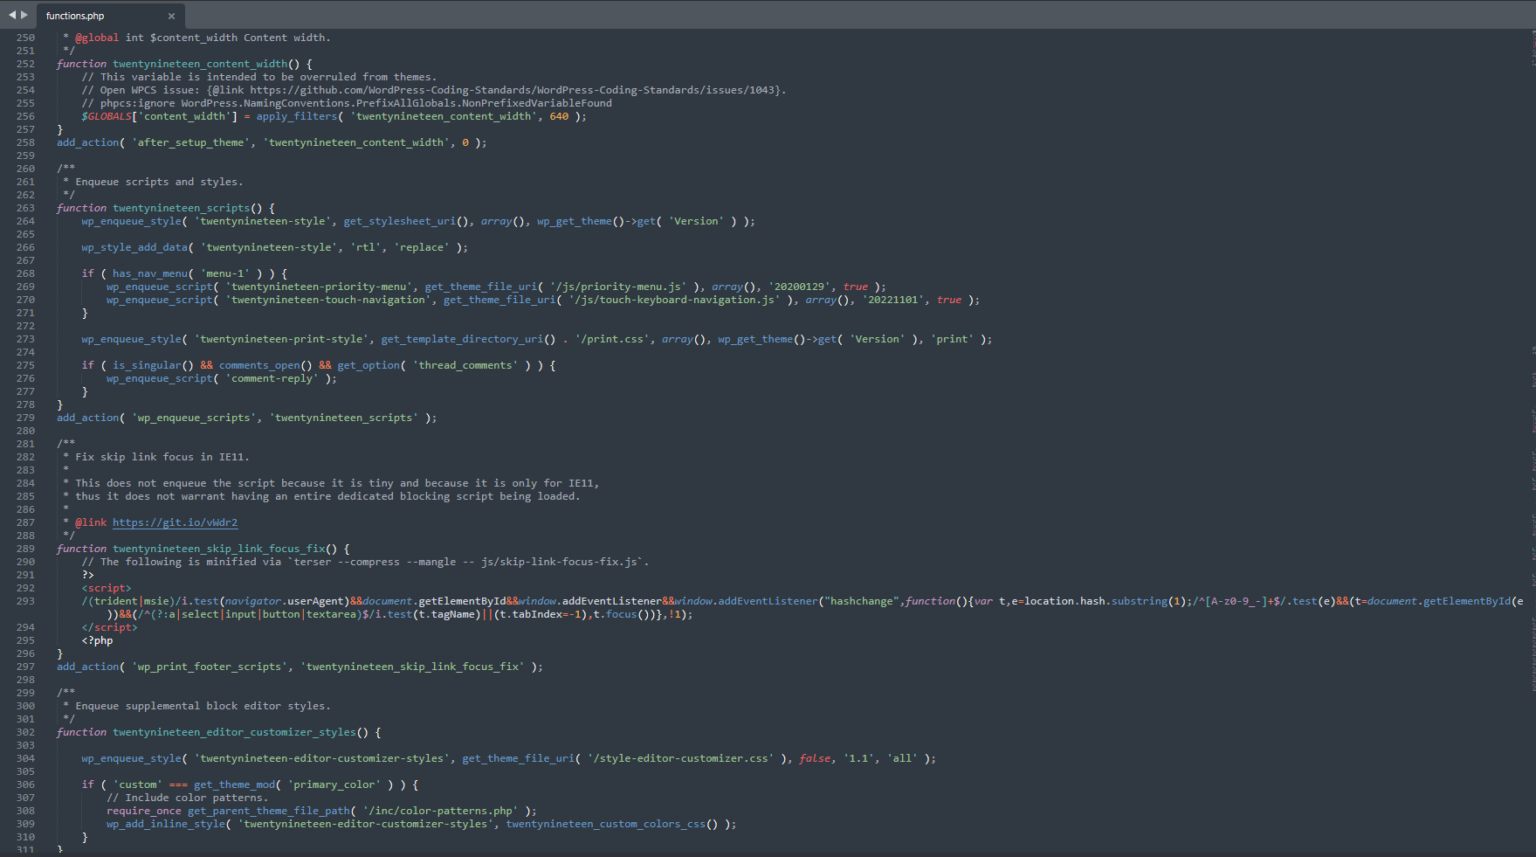 functions.php
250 * @global int $content_width Content width.
251 */
252 function twentynineteen_content_width() {
253 // This variable is intended to be overruled from themes.
254 // Open WPCS issue: {@link https://github.com/WordPress-Coding-Standards/WordPress-Coding-Standards/issues/1043}.
255 // phpcs:ignore WordPress.NamingConventions.PrefixAllGlobals.NonPrefixedVariableFound
256 $GLOBALS['content_width'] = apply_filters( 'twentynineteen_content_width', 640 );
257 }
258 add_action( 'after_setup_theme', 'twentynineteen_content_width', 0 );
259
260 /**
261 * Enqueue scripts and styles.
262 */
263 function twentynineteen_scripts() {
264 wp_enqueue_style( 'twentynineteen-style', get_stylesheet_uri(), array(), wp_get_theme()->get( 'Version' ) );
265
266 wp_style_add_data( 'twentynineteen-style', 'rtl', 'replace' );
267
268 if ( has_nav_menu( 'menu-1' ) ) {
269 wp_enqueue_script( 'twentynineteen-priority-menu', get_theme_file_uri( '/js/priority-menu.js' ), array(), '20200129', true );
270 wp_enqueue_script( 'twentynineteen-touch-navigation', get_theme_file_uri( '/js/touch-keyboard-navigation.js' ), array(), '20221101', true );
271 }
272
273 wp_enqueue_style( 'twentynineteen-print-style', get_template_directory_uri() . '/print.css', array(), wp_get_theme()->get( 'Version' ), 'print' );
274
275 if ( is_singular() && comments_open() && get_option( 'thread_comments' ) ) {
276 wp_enqueue_script( 'comment-reply' );
277 }
278 }
279 add_action( 'wp_enqueue_scripts', 'twentynineteen_scripts' );
280
281 /**
282 * Fix skip link focus in IE11.
283 *
284 * This does not enqueue the script because it is tiny and because it is only for IE11,
285 * thus it does not warrant having an entire dedicated blocking script being loaded.
286 *
287 * @link https://git.io/vWdr2
288 */
289 function twentynineteen_skip_link_focus_fix() {
290 // The following is minified via `terser --compress --mangle -- js/skip-link-focus-fix.js`.
291 ?>
292 <script>
293 /(trident|msie)/i.test(navigator.userAgent)&&document.getElementById&&window.addEventListener&&window.addEventListener("hashchange",function(){var t,e=location.hash.substring(1);/^[A-z0-9_-]+$/.test(e)&&(t=document.getElementById(e
))&&(/^(?:a|select|input|button|textarea)$/i.test(t.tagName)||(t.tabIndex=-1),t.focus())},!1);
294 </script>
295 <?php
296 }
297 add_action( 'wp_print_footer_scripts', 'twentynineteen_skip_link_focus_fix' );
298
299 /**
300 * Enqueue supplemental block editor styles.
301 */
302 function twentynineteen_editor_customizer_styles() {
303
304 wp_enqueue_style( 'twentynineteen-editor-customizer-styles', get_theme_file_uri( '/style-editor-customizer.css' ), false, '1.1', 'all' );
305
306 if ( 'custom' === get_theme_mod( 'primary_color' ) ) {
307 // Include color patterns.
308 require_once get_parent_theme_file_path( '/inc/color-patterns.php' );
309 wp_add_inline_style( 'twentynineteen-editor-customizer-styles', twentynineteen_custom_colors_css() );
310 }
311 }